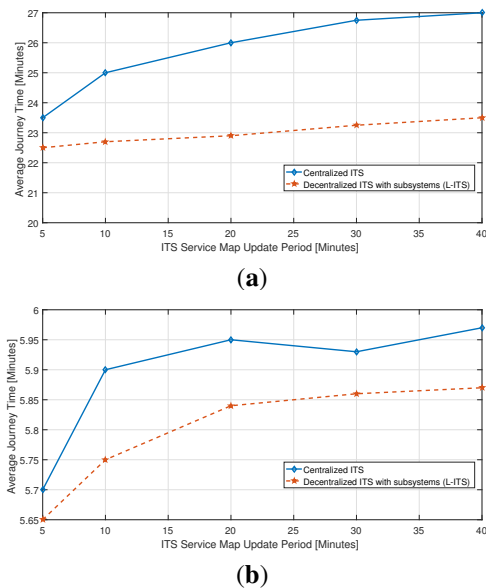 27
26
25
24
23
22
21
20
Average Journey Time [Minutes]
Centralized ITS
Decentralized ITS with subsystems (L-ITS)
5 10 15 20 25 30 35 40
ITS Service Map Update Period [Minutes]
(a)
6
5.95
5.9
5.85
5.8
5.75
5.7
5.65
Average Journey Time [Minutes]
Centralized ITS
Decentralized ITS with subsystems (L-ITS)
5 10 15 20 25 30 35 40
ITS Service Map Update Period [Minutes]
(b)